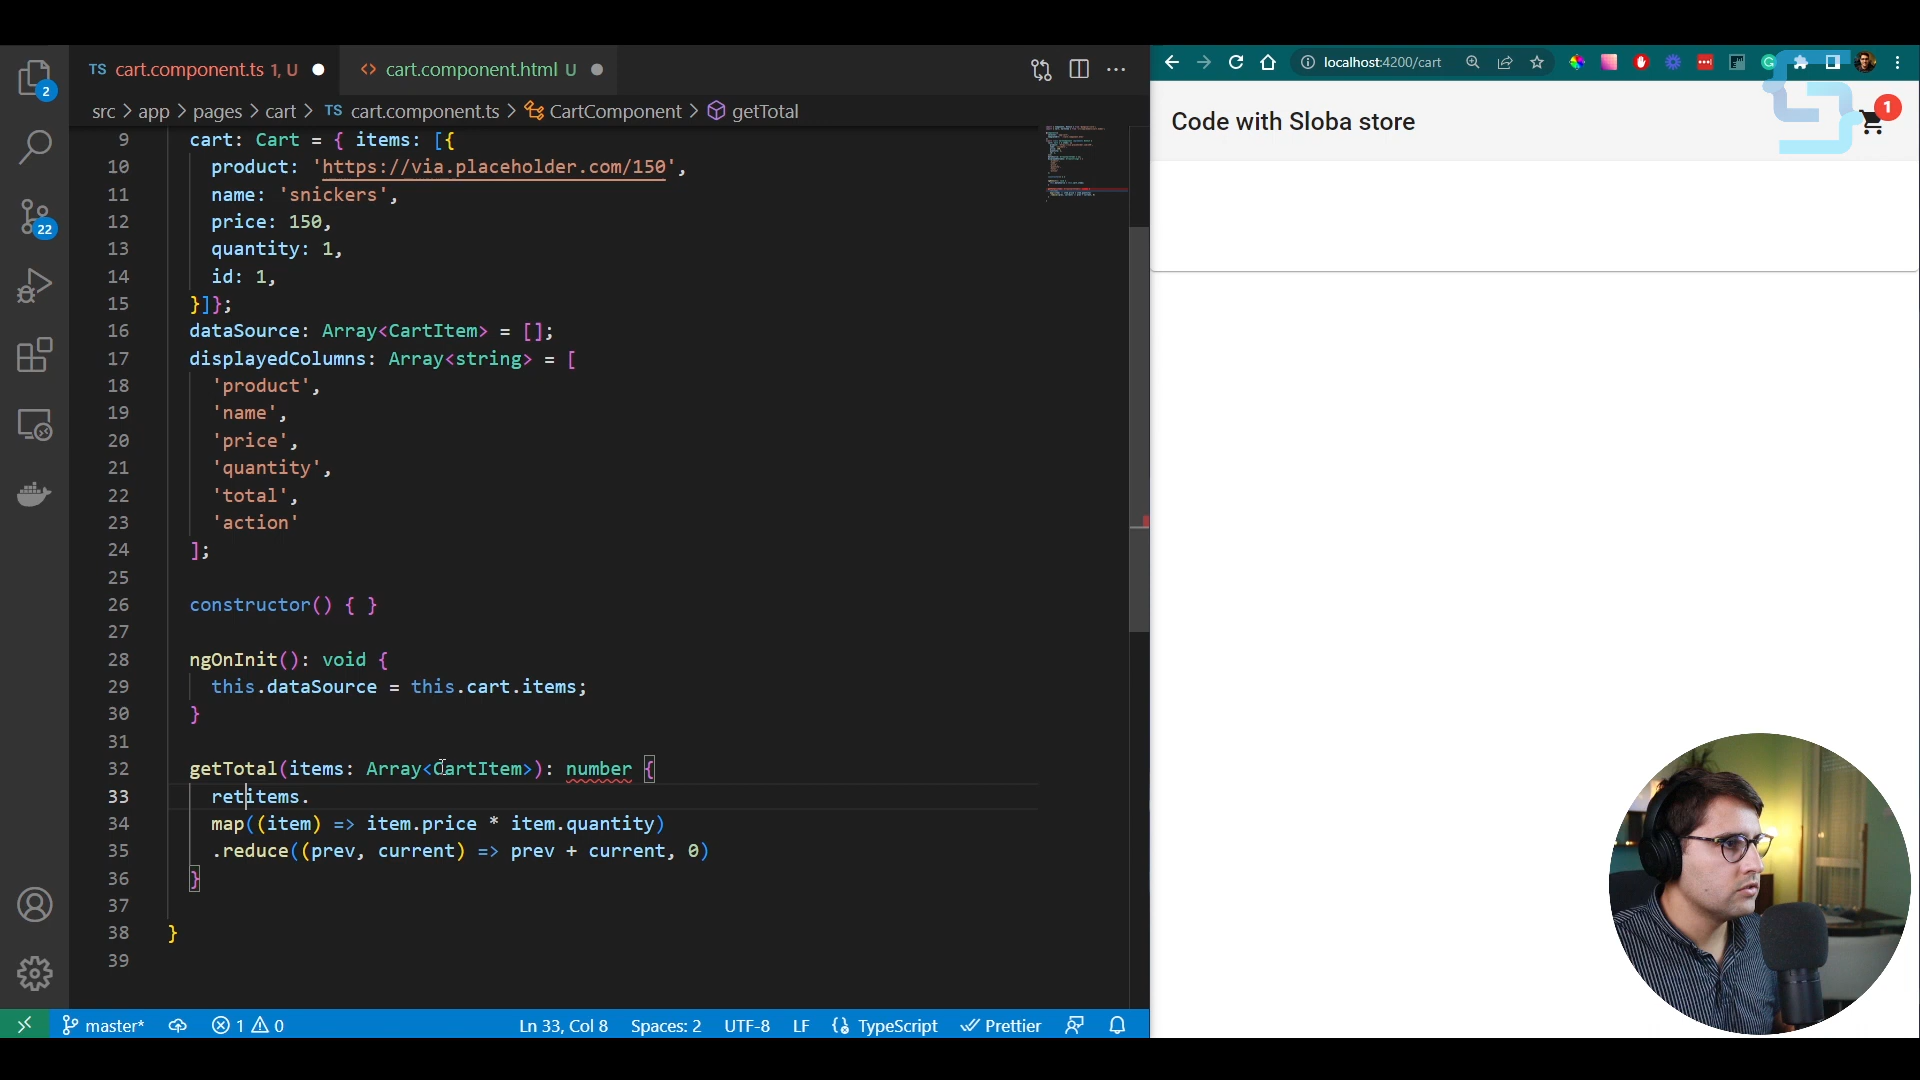 TS cart.component.ts 1, U
<> cart.component.html U
src > app > pages > cart > TS cart.component.ts > CartComponent > getTotal
9 cart: Cart = { items: [{
10 product: 'https://via.placeholder.com/150',
11 name: 'snickers',
12 price: 150,
13 quantity: 1,
14 id: 1,
15 }]};
16 dataSource: Array<CartItem> = [];
17 displayedColumns: Array<string> = [
18 'product',
19 'name',
20 'price',
21 'quantity',
22 'total',
23 'action'
24 ];
25
26 constructor() { }
27
28 ngOnInit(): void {
29 this.dataSource = this.cart.items;
30 }
31
32 getTotal(items: Array<CartItem>): number {
33 retitems.
34 map((item) => item.price * item.quantity)
35 .reduce((prev, current) => prev + current, 0)
36 }
37
38 }
39
2
22
master*
1
0
Ln 33, Col 8
Spaces: 2
UTF-8
LF
TypeScript
Prettier
localhost:4200/cart
Code with Sloba store
1